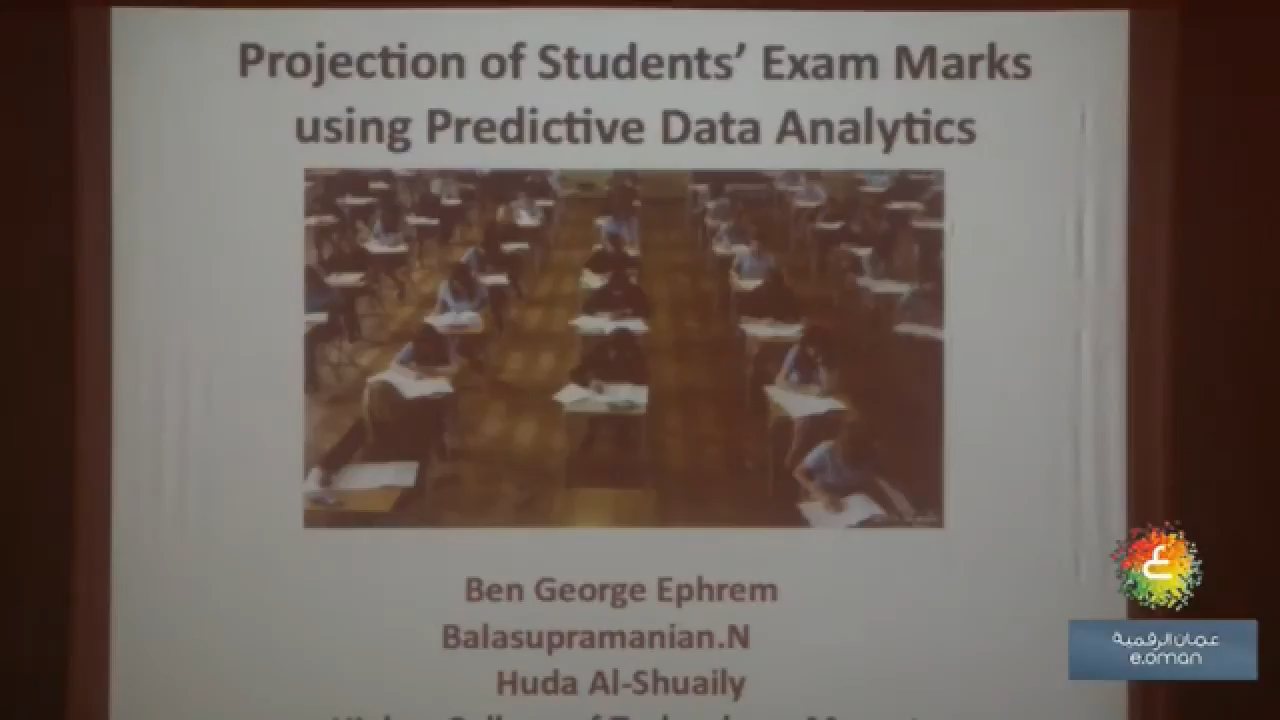 Projection of Students’ Exam Marks
using Predictive Data Analytics
Ben George Ephrem
Balasupramanian.N
Huda Al-Shuaily
ع
عمان الرقمية
e.oman